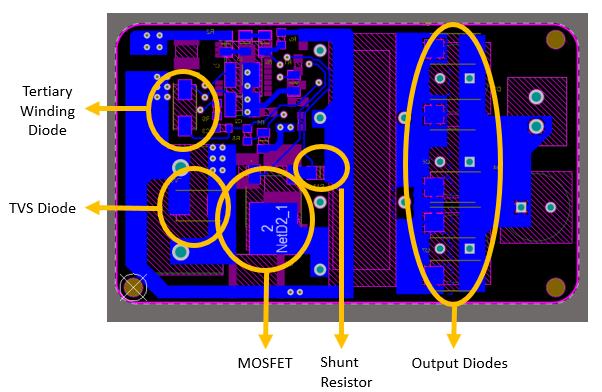 Tertiary
Winding
Diode
TVS Diode
2
NetD2_1
MOSFET
Shunt
Resistor
Output Diodes